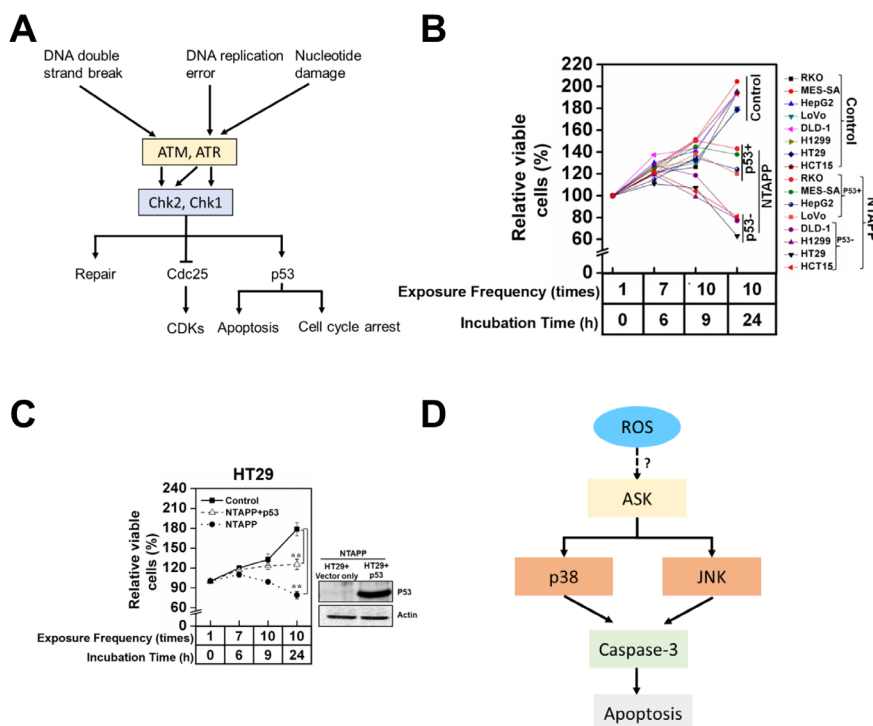 A
DNA double
strand break
DNA replication
error
Nucleotide
damage
ATM, ATR
Chk2, Chk1
Repair
Cdc25
p53
CDKs
Apoptosis
Cell cycle arrest
B
Relative viable
cells (%)
220
200
180
160
140
120
100
80
60
0
Control
p53+
p53-
NTAPP
RKO
MES-SA
HepG2
LoVo
DLD-1
H1299
HT29
HCT15
RKO
MES-SA
HepG2
LoVo
DLD-1
H1299
HT29
HCT15
Control
P53+
P53-
NTAPP
Exposure Frequency (times) 1 7 10 10
Incubation Time (h) 0 6 9 24
C
HT29
Relative viable
cells (%)
240
210
180
150
120
90
60
0
Control
NTAPP+p53
NTAPP
**
**
Exposure Frequency (times) 1 7 10 10
Incubation Time (h) 0 6 9 24
NTAPP
HT29+
Vector only
HT29+
p53
P53
Actin
D
ROS
?
ASK
p38
JNK
Caspase-3
Apoptosis